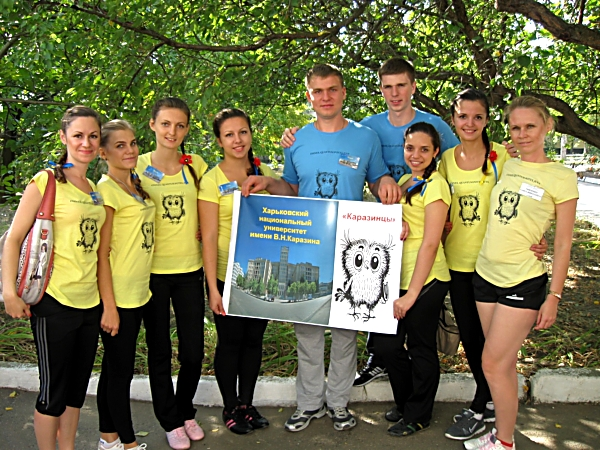 Харьковский
национальный
университет
имени В.Н.Каразина
«Каразинцы»